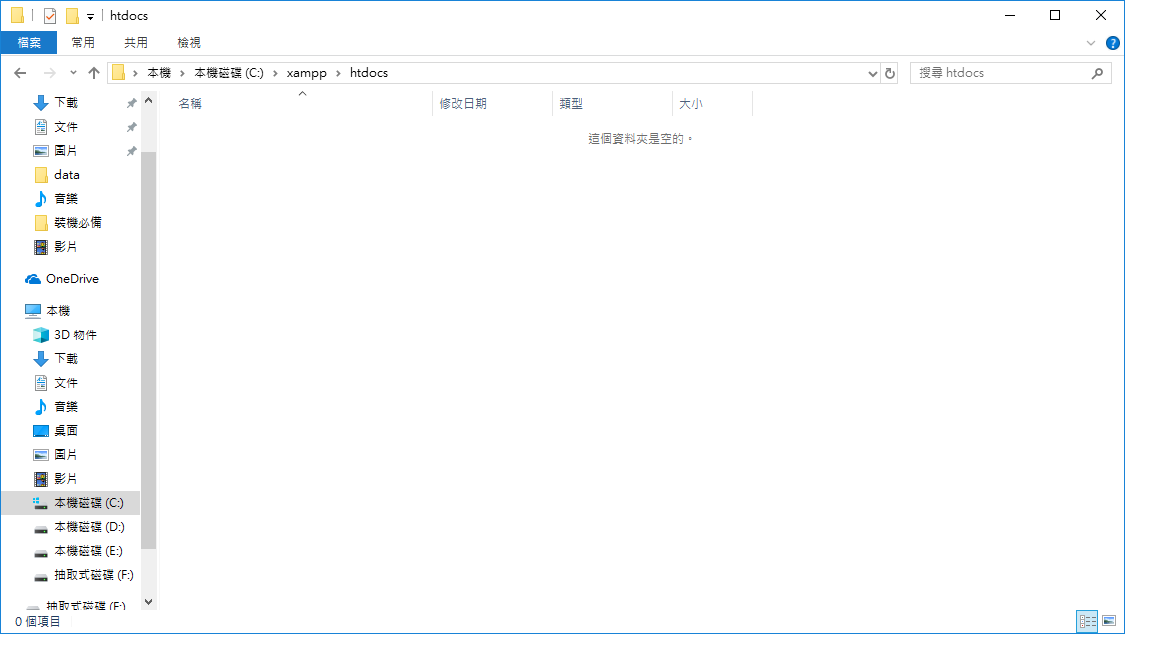 htdocs
檔案 常用 共用 檢視
本機 本機磁碟 (C:) xampp htdocs 搜尋 htdocs
名稱 修改日期 類型 大小
這個資料夾是空的。
下載
文件
圖片
data
音樂
裝機必備
影片
OneDrive
本機
3D 物件
下載
文件
音樂
桌面
圖片
影片
本機磁碟 (C:)
本機磁碟 (D:)
本機磁碟 (E:)
抽取式磁碟 (F:)
抽取式磁碟 (F:)
0 個項目